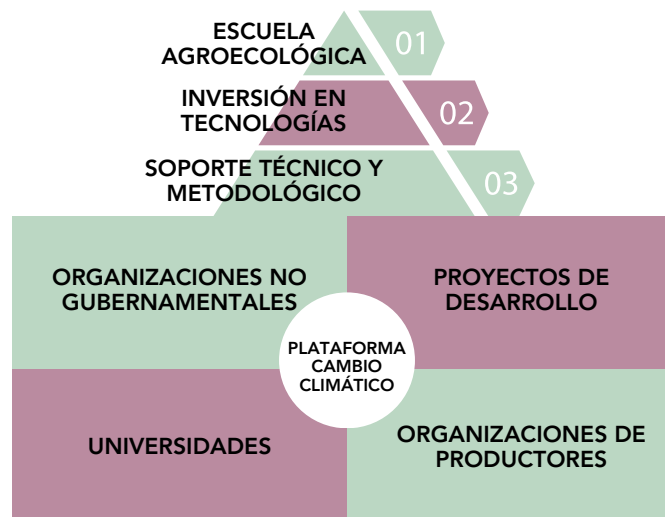 ESCUELA
AGROECOLÓGICA
01
INVERSIÓN EN
TECNOLOGÍAS
02
SOPORTE TÉCNICO Y
METODOLÓGICO
03
ORGANIZACIONES NO
GUBERNAMENTALES
PROYECTOS DE
DESARROLLO
PLATAFORMA
CAMBIO
CLIMÁTICO
UNIVERSIDADES
ORGANIZACIONES DE
PRODUCTORES